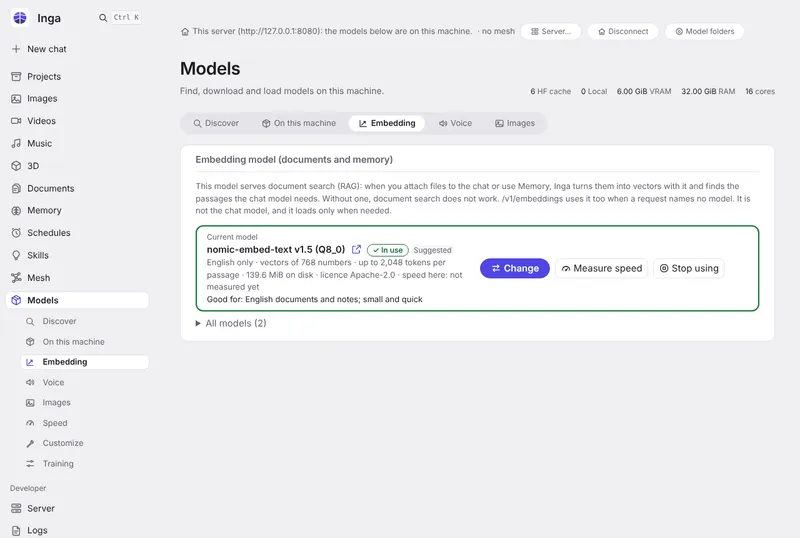 Inga
Ctrl K
New chat
Projects
Images
Videos
Music
3D
Documents
Memory
Schedules
Skills
Mesh
Models
Discover
On this machine
Embedding
Voice
Images
Speed
Customize
Training
Developer
Server
Logs
This server (http://127.0.0.1:8080): the models below are on this machine. · no mesh
Server...
Disconnect
Model folders
Models
Find, download and load models on this machine.
6 HF cache 0 Local 6.00 GiB VRAM 32.00 GiB RAM 16 cores
Discover
On this machine
Embedding
Voice
Images
Embedding model (documents and memory)
This model serves document search (RAG): when you attach files to the chat or use Memory, Inga turns them into vectors with it and finds the
passages the chat model needs. Without one, document search does not work. /v1/embeddings uses it too when a request names no model. It is
not the chat model, and it loads only when needed.
Current model
nomic-embed-text v1.5 (Q8_0) In use Suggested
English only · vectors of 768 numbers · up to 2,048 tokens per
passage · 139.6 MiB on disk · licence Apache-2.0 · speed here: not
measured yet
Good for: English documents and notes; small and quick
Change
Measure speed
Stop using
All models (2)